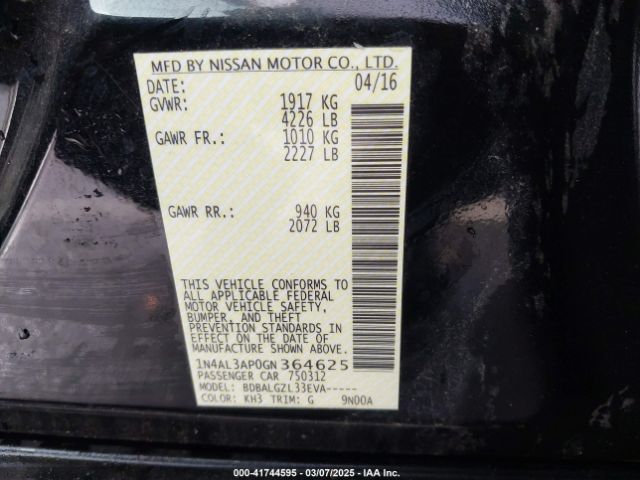 MFD BY NISSAN MOTOR CO., LTD.
DATE: 04/16
GVWR: 1917 KG
4226 LB
GAWR FR.: 1010 KG
2227 LB
GAWR RR.: 940 KG
2072 LB
THIS VEHICLE CONFORMS TO
ALL APPLICABLE FEDERAL
MOTOR VEHICLE SAFETY,
BUMPER, AND THEFT
PREVENTION STANDARDS IN
EFFECT ON THE DATE OF
MANUFACTURE SHOWN ABOVE.
1N4AL3AP0GN364625
PASSENGER CAR 750312
MODEL: BDBALGZL33EVA-----
COLOR: KH3 TRIM: G 9N00A
000-41744595 - 03/07/2025 - IAA Inc.